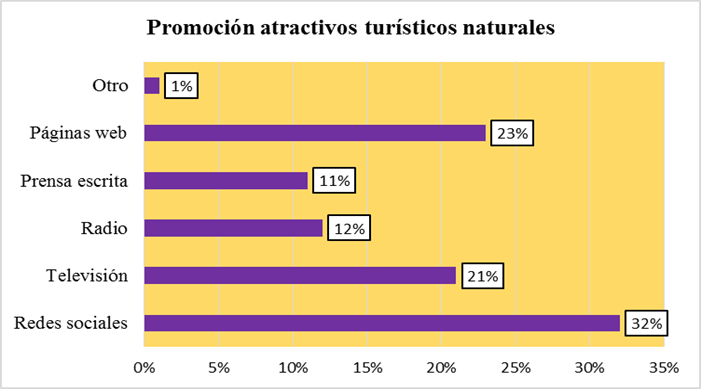 Promoción atractivos turísticos naturales
Otro 1%
Páginas web 23%
Prensa escrita 11%
Radio 12%
Televisión 21%
Redes sociales 32%
0% 5% 10% 15% 20% 25% 30% 35%